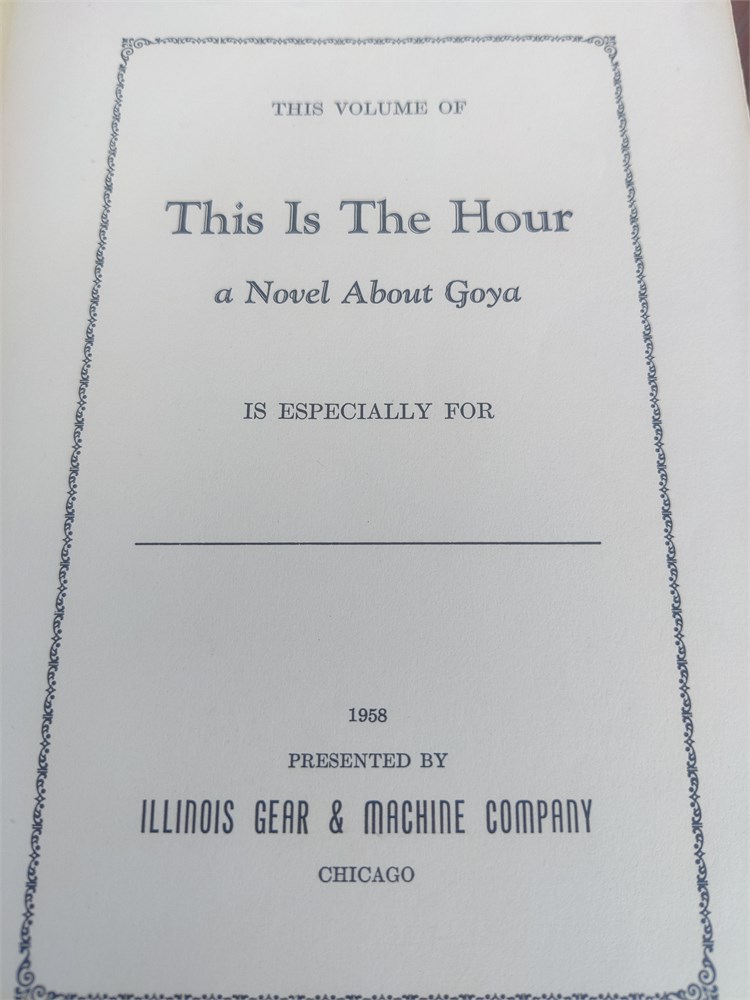 THIS VOLUME OF
This Is The Hour
a Novel About Goya
IS ESPECIALLY FOR
1958
PRESENTED BY
ILLINOIS GEAR & MACHINE COMPANY
CHICAGO